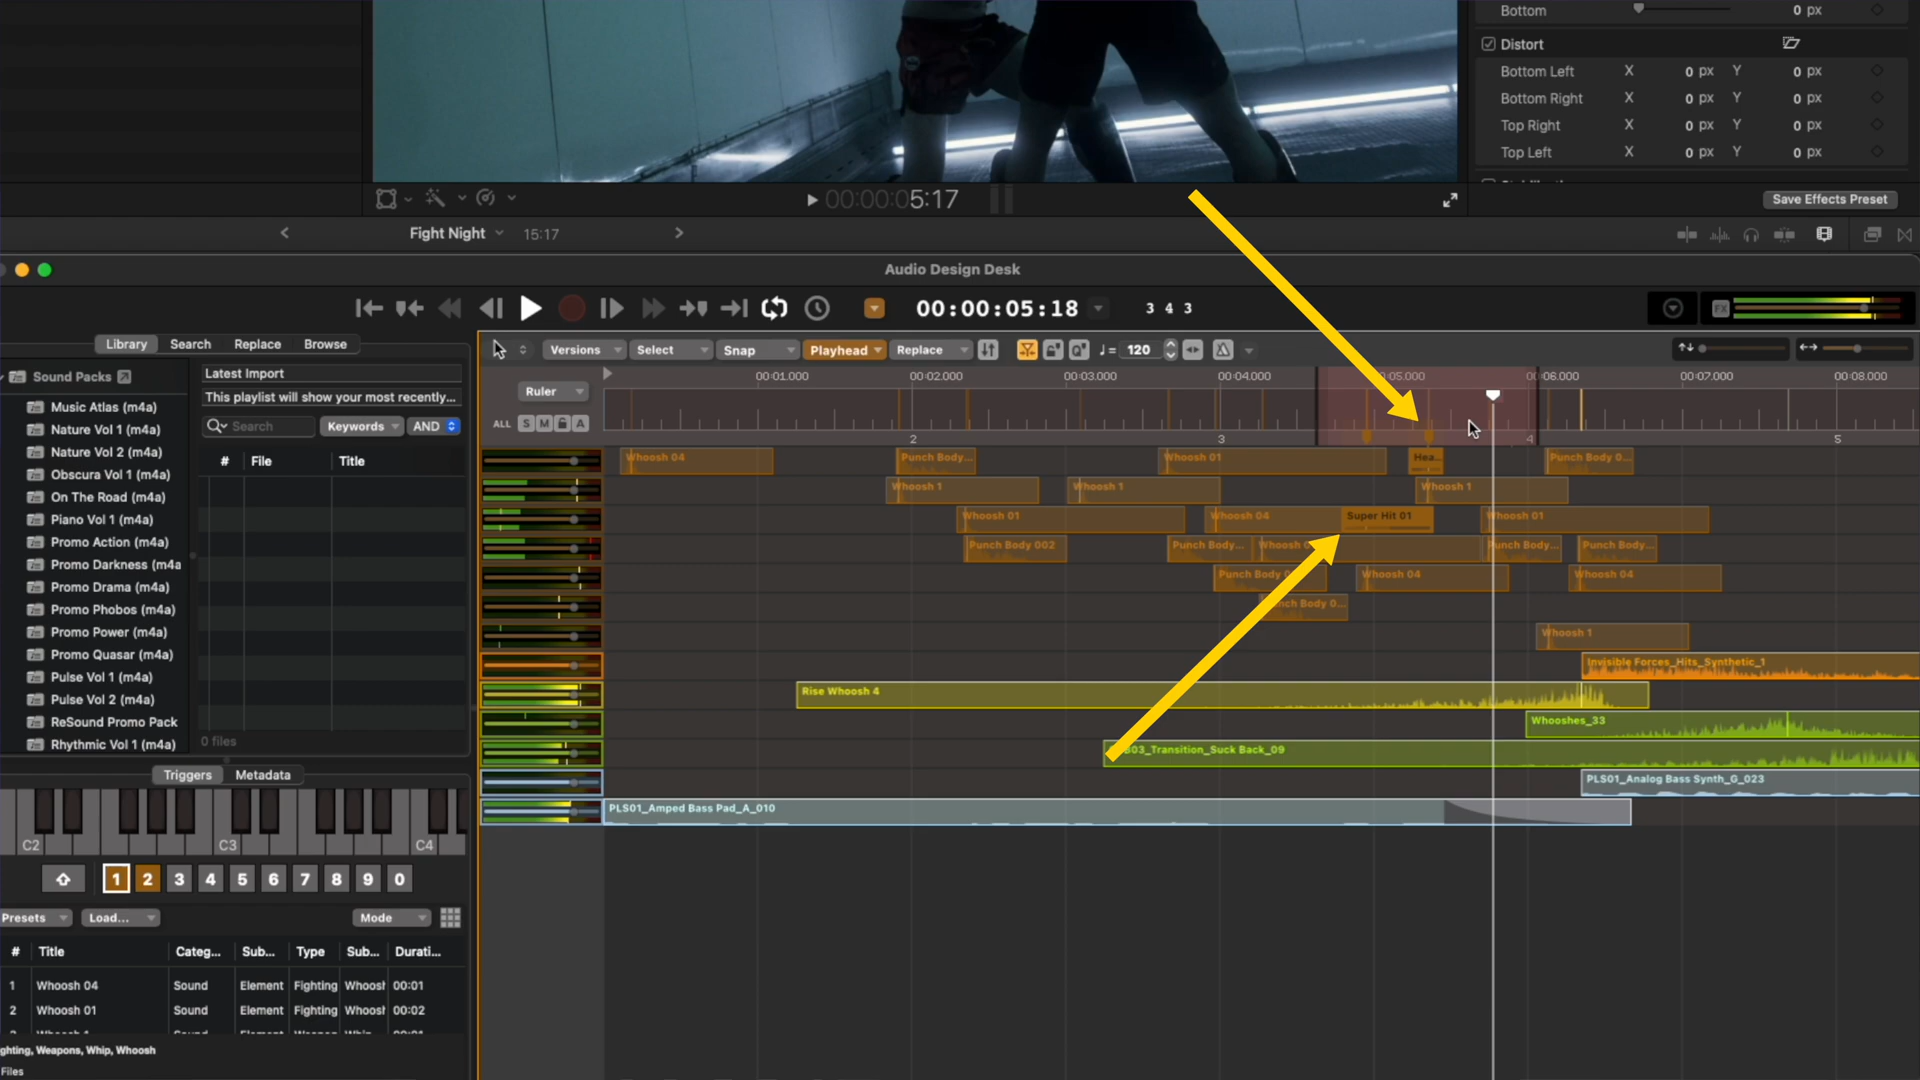 Bottom 0 px
Distort
Bottom Left X 0 px Y 0 px
Bottom Right X 0 px Y 0 px
Top Right X 0 px Y 0 px
Top Left X 0 px Y 0 px
00:00:05:17
Save Effects Preset
Fight Night 15:17
Audio Design Desk
00:00:05:18 3 4 3
FX
Library Search Replace Browse
Versions Select Snap Playhead Replace 120
Sound Packs
Latest Import
This playlist will show your most recently...
Search Keywords AND
# File Title
0 files
Music Atlas (m4a)
Nature Vol 1 (m4a)
Nature Vol 2 (m4a)
Obscura Vol 1 (m4a)
On The Road (m4a)
Piano Vol 1 (m4a)
Promo Action (m4a)
Promo Darkness (m4a
Promo Drama (m4a)
Promo Phobos (m4a)
Promo Power (m4a)
Promo Quasar (m4a)
Pulse Vol 1 (m4a)
Pulse Vol 2 (m4a)
ReSound Promo Pack
Rhythmic Vol 1 (m4a)
00:01.000 00:02.000 00:03.000 00:04.000 :05.000 00:06.000 00:07.000 00:08.000
Ruler
ALL S M A
2 3 4 5
Whoosh 04 Punch Body... Whoosh 01 Hea... Punch Body 0...
Whoosh 1 Whoosh 1 Whoosh 1
Whoosh 01 Whoosh 04 Super Hit 01 Whoosh 01
Punch Body 002 Punch Body... Whoosh Punch Body... Punch Body...
Punch Body Whoosh 04 Whoosh 04
Body 0...
Whoosh 1
Invisible Forces_Hits_Synthetic_1
Rise Whoosh 4
Whooshes_33
03_Transition_Suck Back_09
PLS01_Analog Bass Synth_G_023
PLS01_Amped Bass Pad_A_010
Triggers Metadata
C2 C3 C4
1 2 3 4 5 6 7 8 9 0
Presets Load... Mode
# Title Categ... Sub... Type Sub... Durati...
1 Whoosh 04 Sound Element Fighting Whoosh 00:01
2 Whoosh 01 Sound Element Fighting Whoosh 00:02
ghting, Weapons, Whip, Whoosh
Files